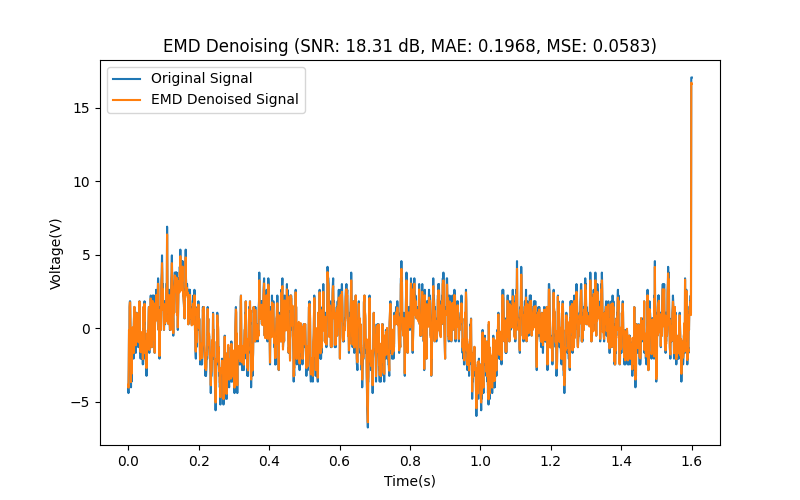 EMD Denoising (SNR: 18.31 dB, MAE: 0.1968, MSE: 0.0583)
Original Signal
EMD Denoised Signal
Voltage(V)
15
10
5
0
−5
0.0 0.2 0.4 0.6 0.8 1.0 1.2 1.4 1.6
Time(s)